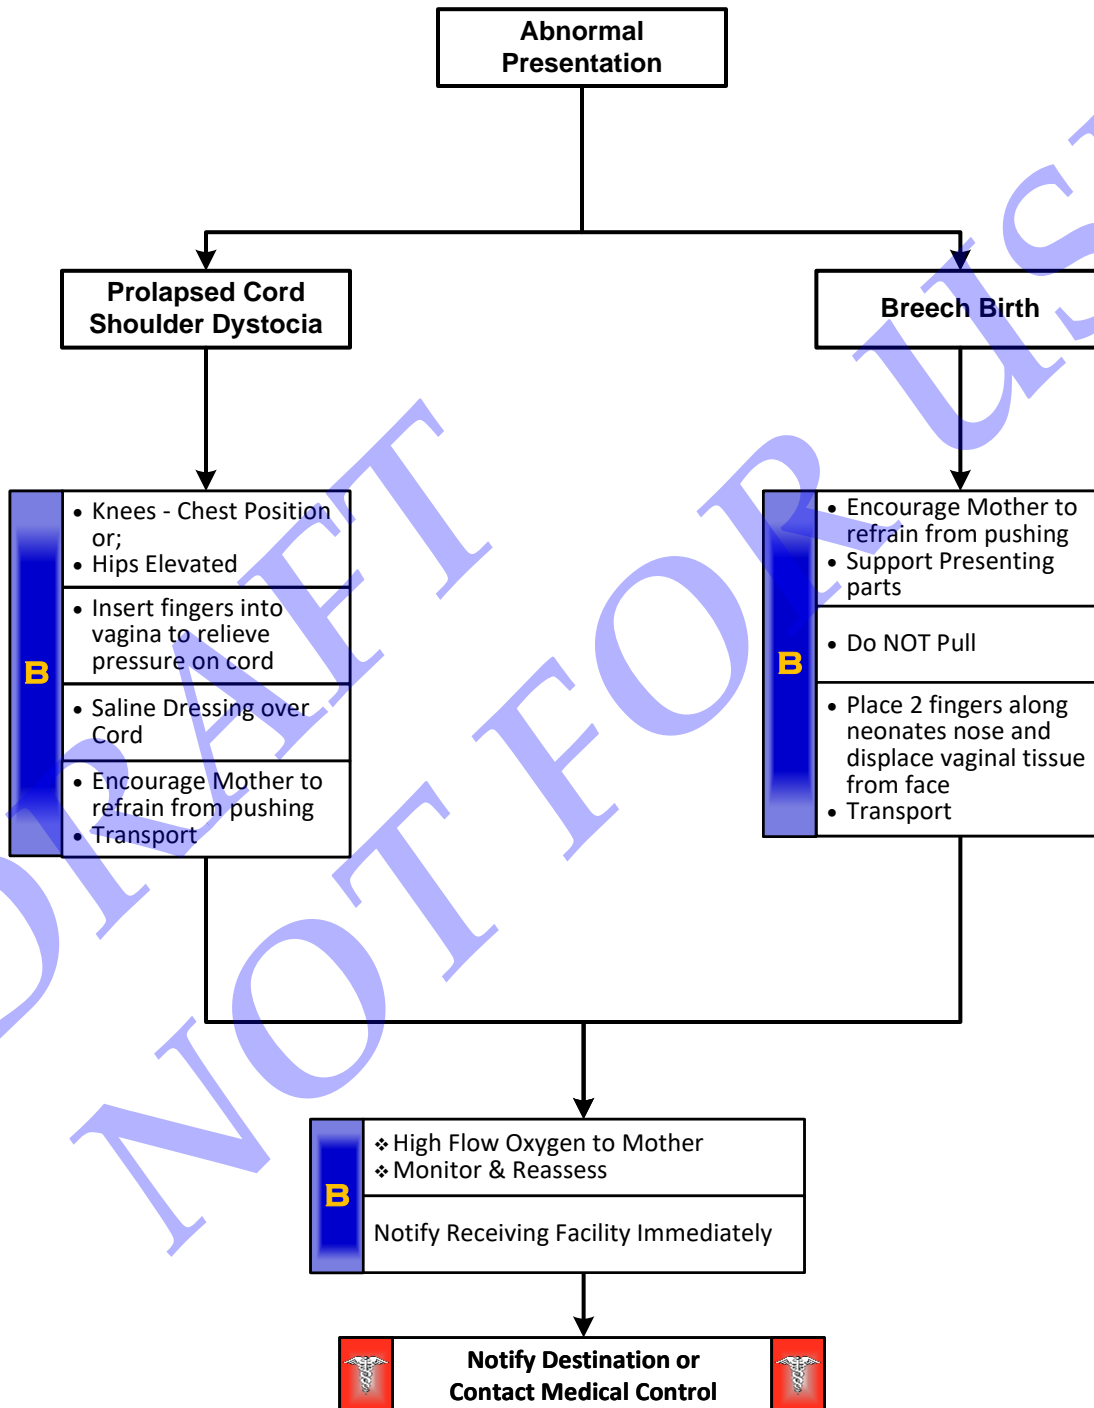 Abnormal
Presentation
Prolapsed Cord
Shoulder Dystocia
Breech Birth
B
• Knees - Chest Position
or;
• Hips Elevated
• Insert fingers into
vagina to relieve
pressure on cord
• Saline Dressing over
Cord
• Encourage Mother to
refrain from pushing
• Transport
B
• Encourage Mother to
refrain from pushing
• Support Presenting
parts
• Do NOT Pull
• Place 2 fingers along
neonates nose and
displace vaginal tissue
from face
• Transport
B
❖ High Flow Oxygen to Mother
❖ Monitor & Reassess
Notify Receiving Facility Immediately
Notify Destination or
Contact Medical Control
DRAFT
NOT FOR US